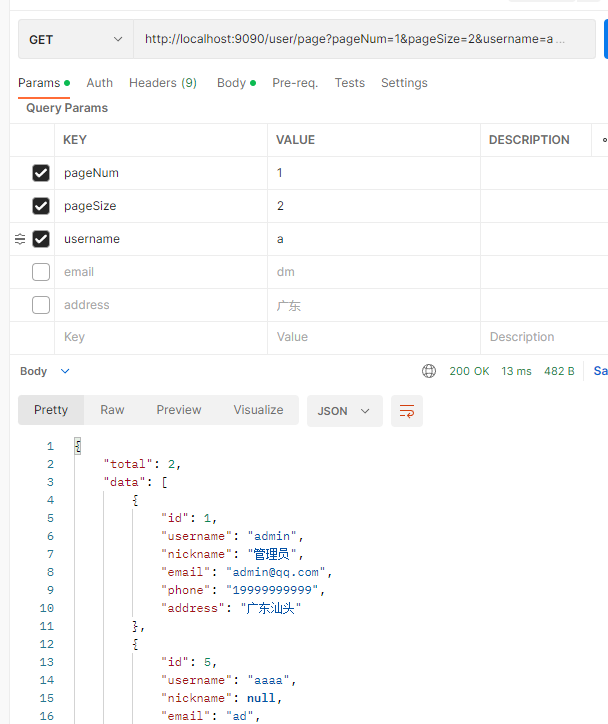 GET http://localhost:9090/user/page?pageNum=1&pageSize=2&username=a...
Params Auth Headers (9) Body Pre-req. Tests Settings
Query Params
KEY VALUE DESCRIPTION
pageNum 1
pageSize 2
username a
email dm
address 广东
Key Value Description
Body 200 OK 13 ms 482 B Sa
Pretty Raw Preview Visualize JSON
1 {
2 "total": 2,
3 "data": [
4 {
5 "id": 1,
6 "username": "admin",
7 "nickname": "管理员",
8 "email": "admin@qq.com",
9 "phone": "19999999999",
10 "address": "广东汕头"
11 },
12 {
13 "id": 5,
14 "username": "aaaa",
15 "nickname": null,
16 "email": "ad",